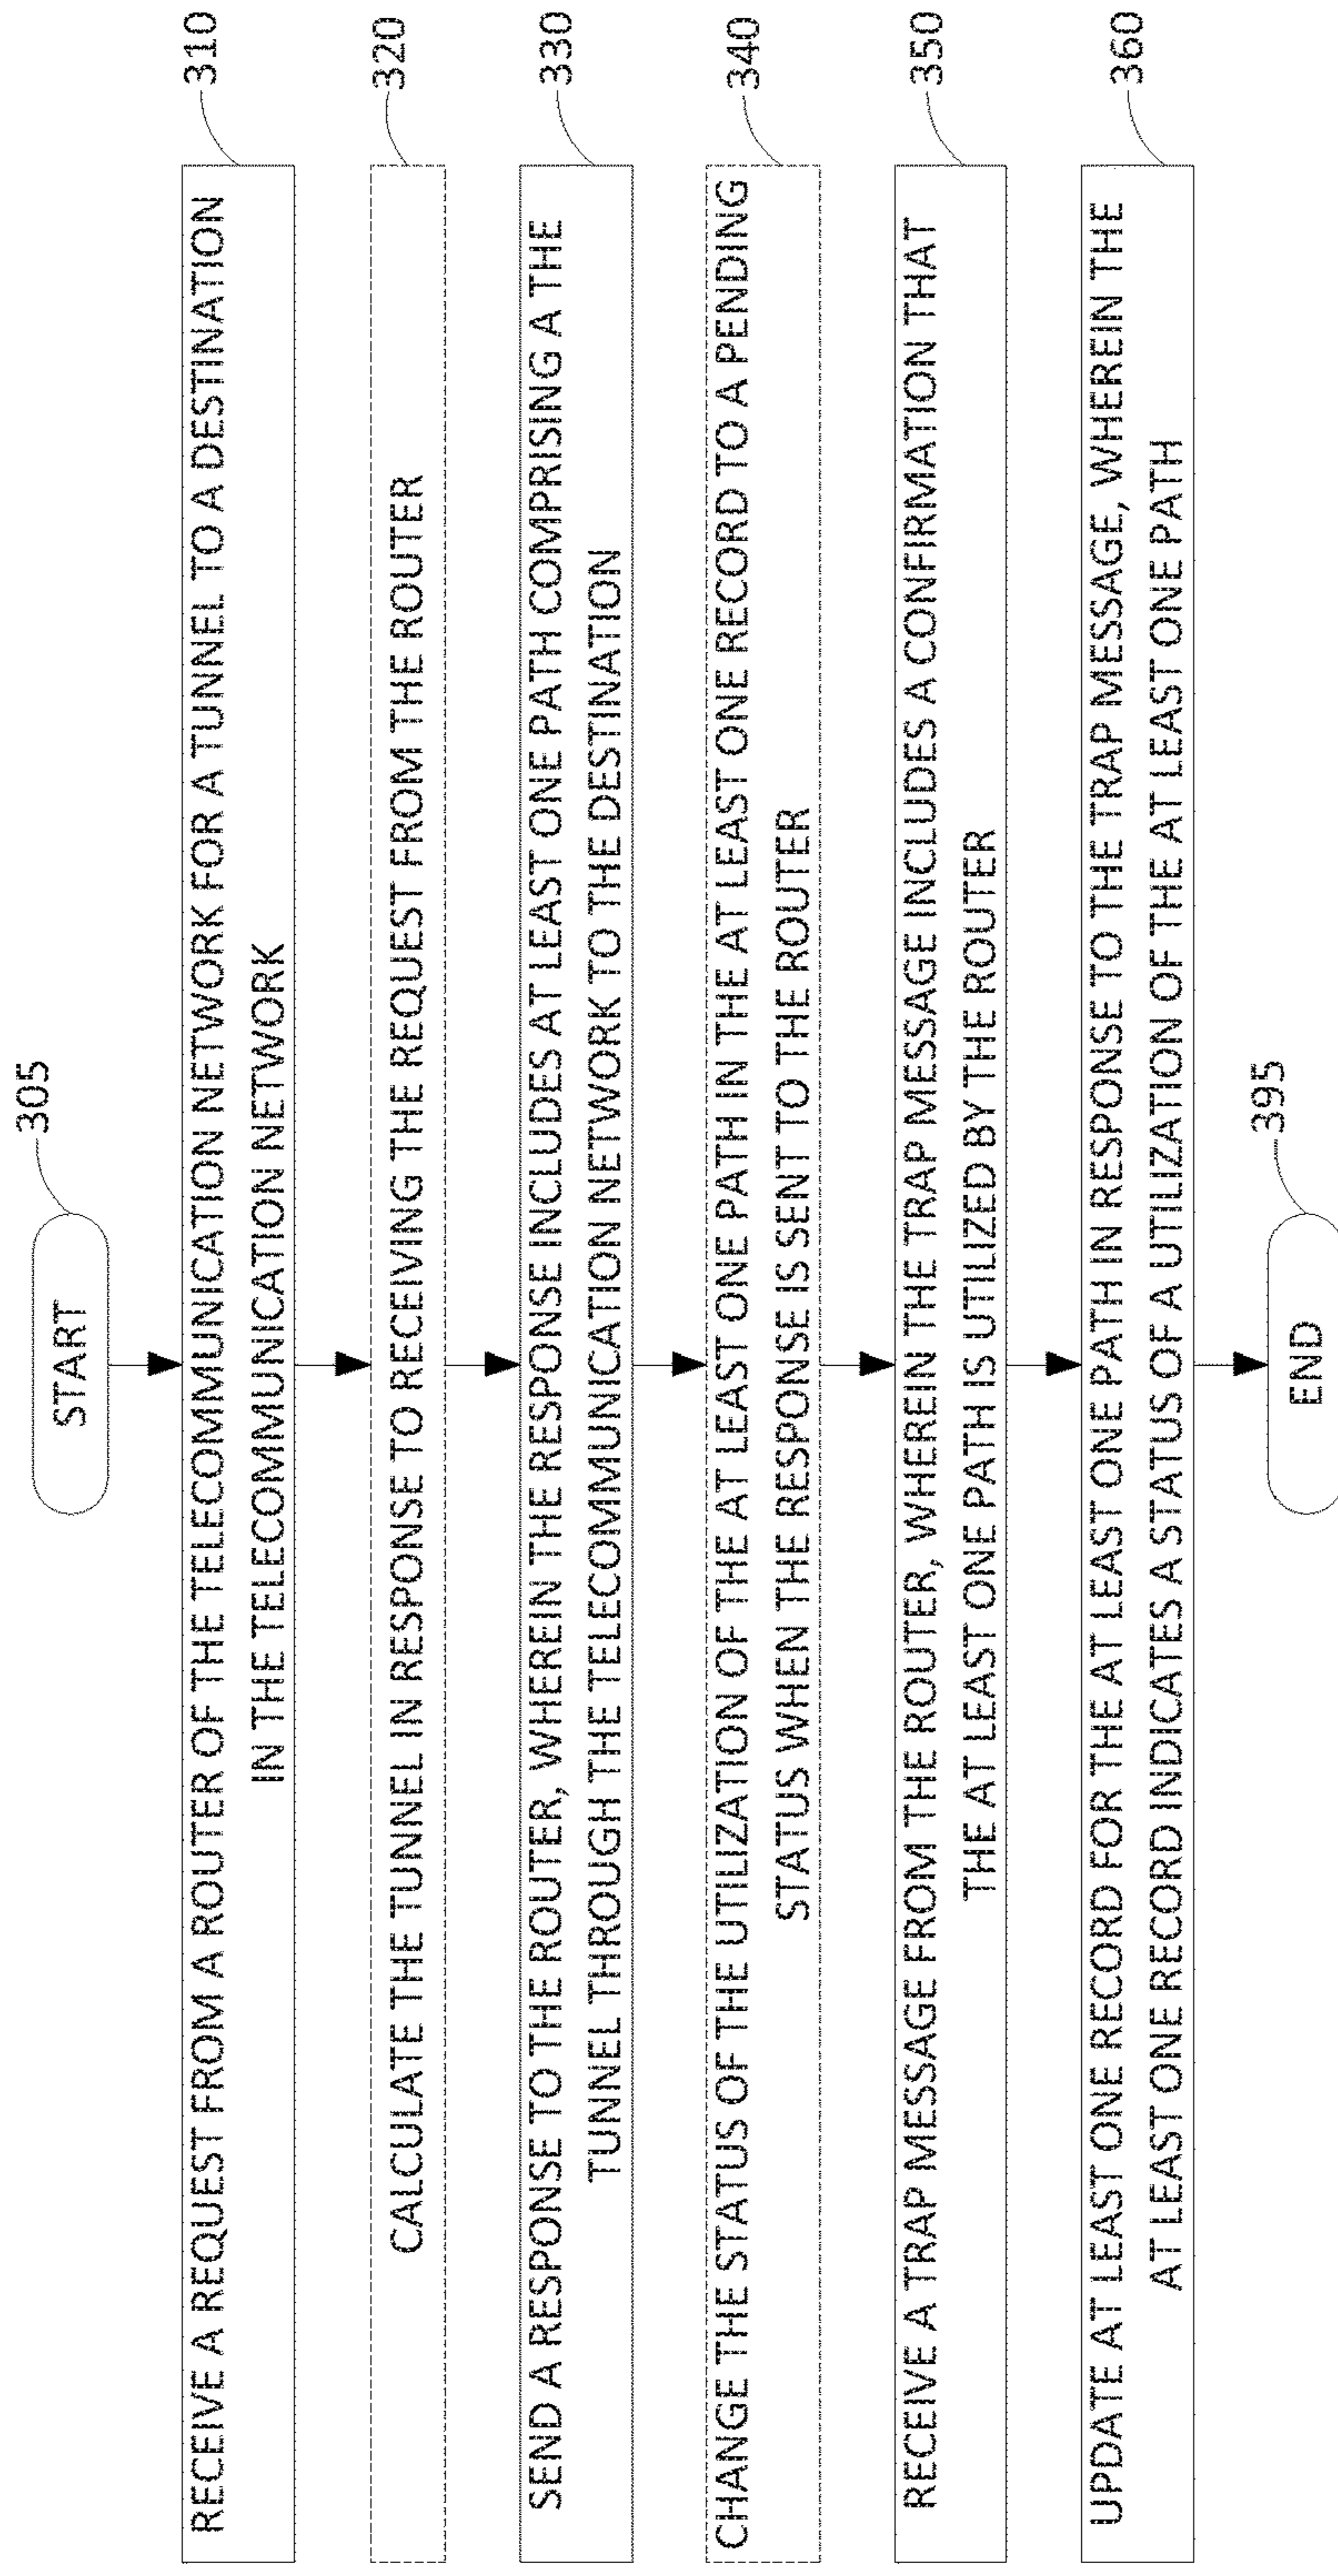 305
START
310
RECEIVE A REQUEST FROM A ROUTER OF THE TELECOMMUNICATION NETWORK FOR A TUNNEL TO A DESTINATION
IN THE TELECOMMUNICATION NETWORK
320
CALCULATE THE TUNNEL IN RESPONSE TO RECEIVING THE REQUEST FROM THE ROUTER
330
SEND A RESPONSE TO THE ROUTER, WHEREIN THE RESPONSE INCLUDES AT LEAST ONE PATH COMPRISING A THE
TUNNEL THROUGH THE TELECOMMUNICATION NETWORK TO THE DESTINATION
340
CHANGE THE STATUS OF THE UTILIZATION OF THE AT LEAST ONE PATH IN THE AT LEAST ONE RECORD TO A PENDING
STATUS WHEN THE RESPONSE IS SENT TO THE ROUTER
350
RECEIVE A TRAP MESSAGE FROM THE ROUTER, WHEREIN THE TRAP MESSAGE INCLUDES A CONFIRMATION THAT
THE AT LEAST ONE PATH IS UTILIZED BY THE ROUTER
360
UPDATE AT LEAST ONE RECORD FOR THE AT LEAST ONE PATH IN RESPONSE TO THE TRAP MESSAGE, WHEREIN THE
AT LEAST ONE RECORD INDICATES A STATUS OF A UTILIZATION OF THE AT LEAST ONE PATH
395
END